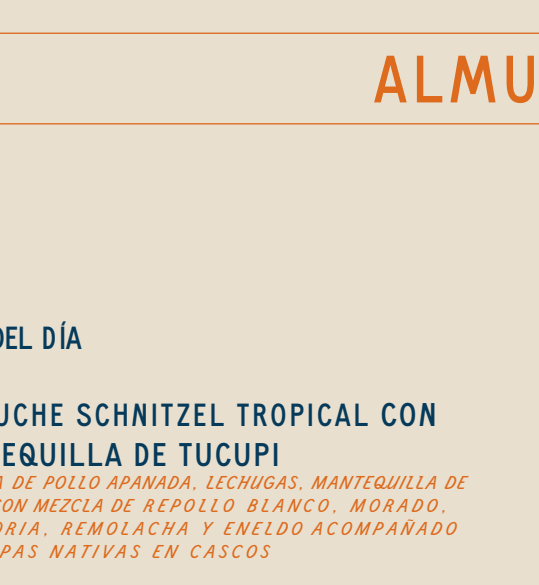 ALMU
DEL DÍA
UCHE SCHNITZEL TROPICAL CON
EQUILLA DE TUCUPI
A DE POLLO APANADA, LECHUGAS, MANTEQUILLA DE
CON MEZCLA DE REPOLLO BLANCO, MORADO,
ORIA, REMOLACHA Y ENELDO ACOMPAÑADO
PAS NATIVAS EN CASCOS